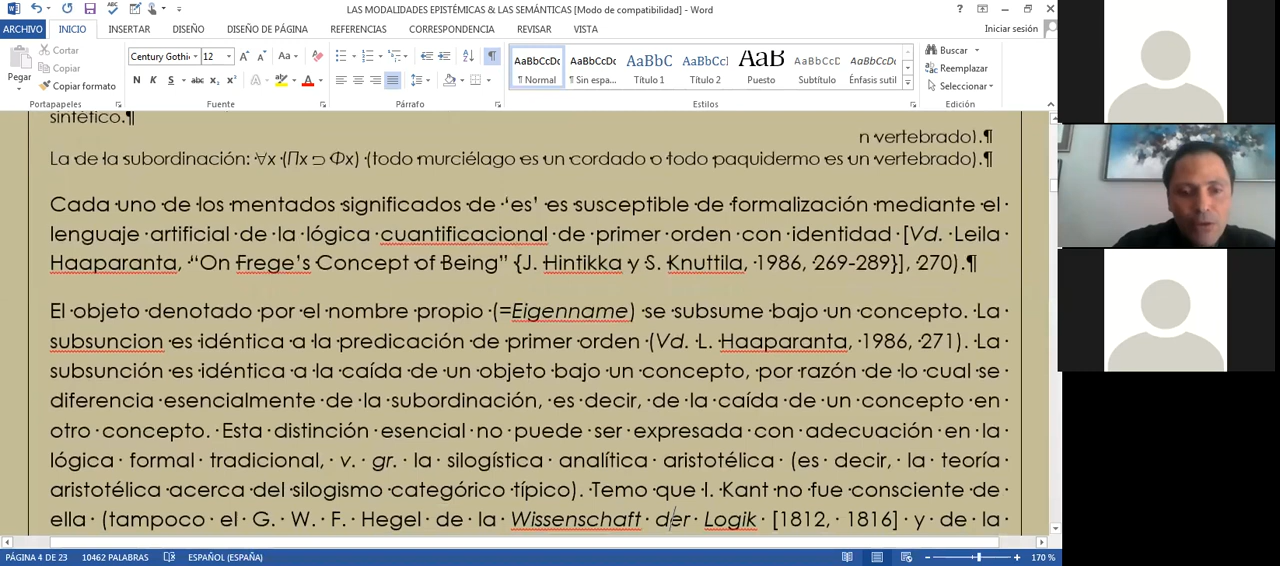 LAS MODALIDADES EPISTÉMICAS & LAS SEMÁNTICAS [Modo de compatibilidad] - Word
ARCHIVO INICIO INSERTAR DISEÑO DISEÑO DE PÁGINA REFERENCIAS CORRESPONDENCIA REVISAR VISTA Iniciar sesión
Pegar
Cortar
Copiar
Copiar formato
Portapapeles
Century Gothi 12
Aa
N K S abc x₂ x²
Fuente
Párrafo
AaBbCcDc AaBbCcDc AaBbC AaBbCcl AaB AaBbCcD AaBbCcDc
¶ Normal ¶ Sin espa... Título 1 Título 2 Puesto Subtítulo Énfasis sutil
Estilos
Buscar
Reemplazar
Seleccionar
Edición
sintético.¶
n vertebrado).¶
La de la subordinación: ∀x (Πx ⊃ Φx) (todo murciélago es un cordado o todo paquidermo es un vertebrado).¶
Cada uno de los mentados significados de ‘es’ es susceptible de formalización mediante el
lenguaje artificial de la lógica cuantificacional de primer orden con identidad [Vd. Leila
Haaparanta, “On Frege’s Concept of Being” {J. Hintikka y S. Knuttila, 1986, 269-289}], 270).¶
El objeto denotado por el nombre propio (=Eigenname) se subsume bajo un concepto. La
subsuncion es idéntica a la predicación de primer orden (Vd. L. Haaparanta, 1986, 271). La
subsunción es idéntica a la caída de un objeto bajo un concepto, por razón de lo cual se
diferencia esencialmente de la subordinación, es decir, de la caída de un concepto en
otro concepto. Esta distinción esencial no puede ser expresada con adecuación en la
lógica formal tradicional, v. gr. la silogística analítica aristotélica (es decir, la teoría
aristotélica acerca del silogismo categórico típico). Temo que I. Kant no fue consciente de
ella (tampoco el G. W. F. Hegel de la Wissenschaft der Logik [1812, 1816] y de la
PÁGINA 4 DE 23 10462 PALABRAS ESPAÑOL (ESPAÑA) 170 %